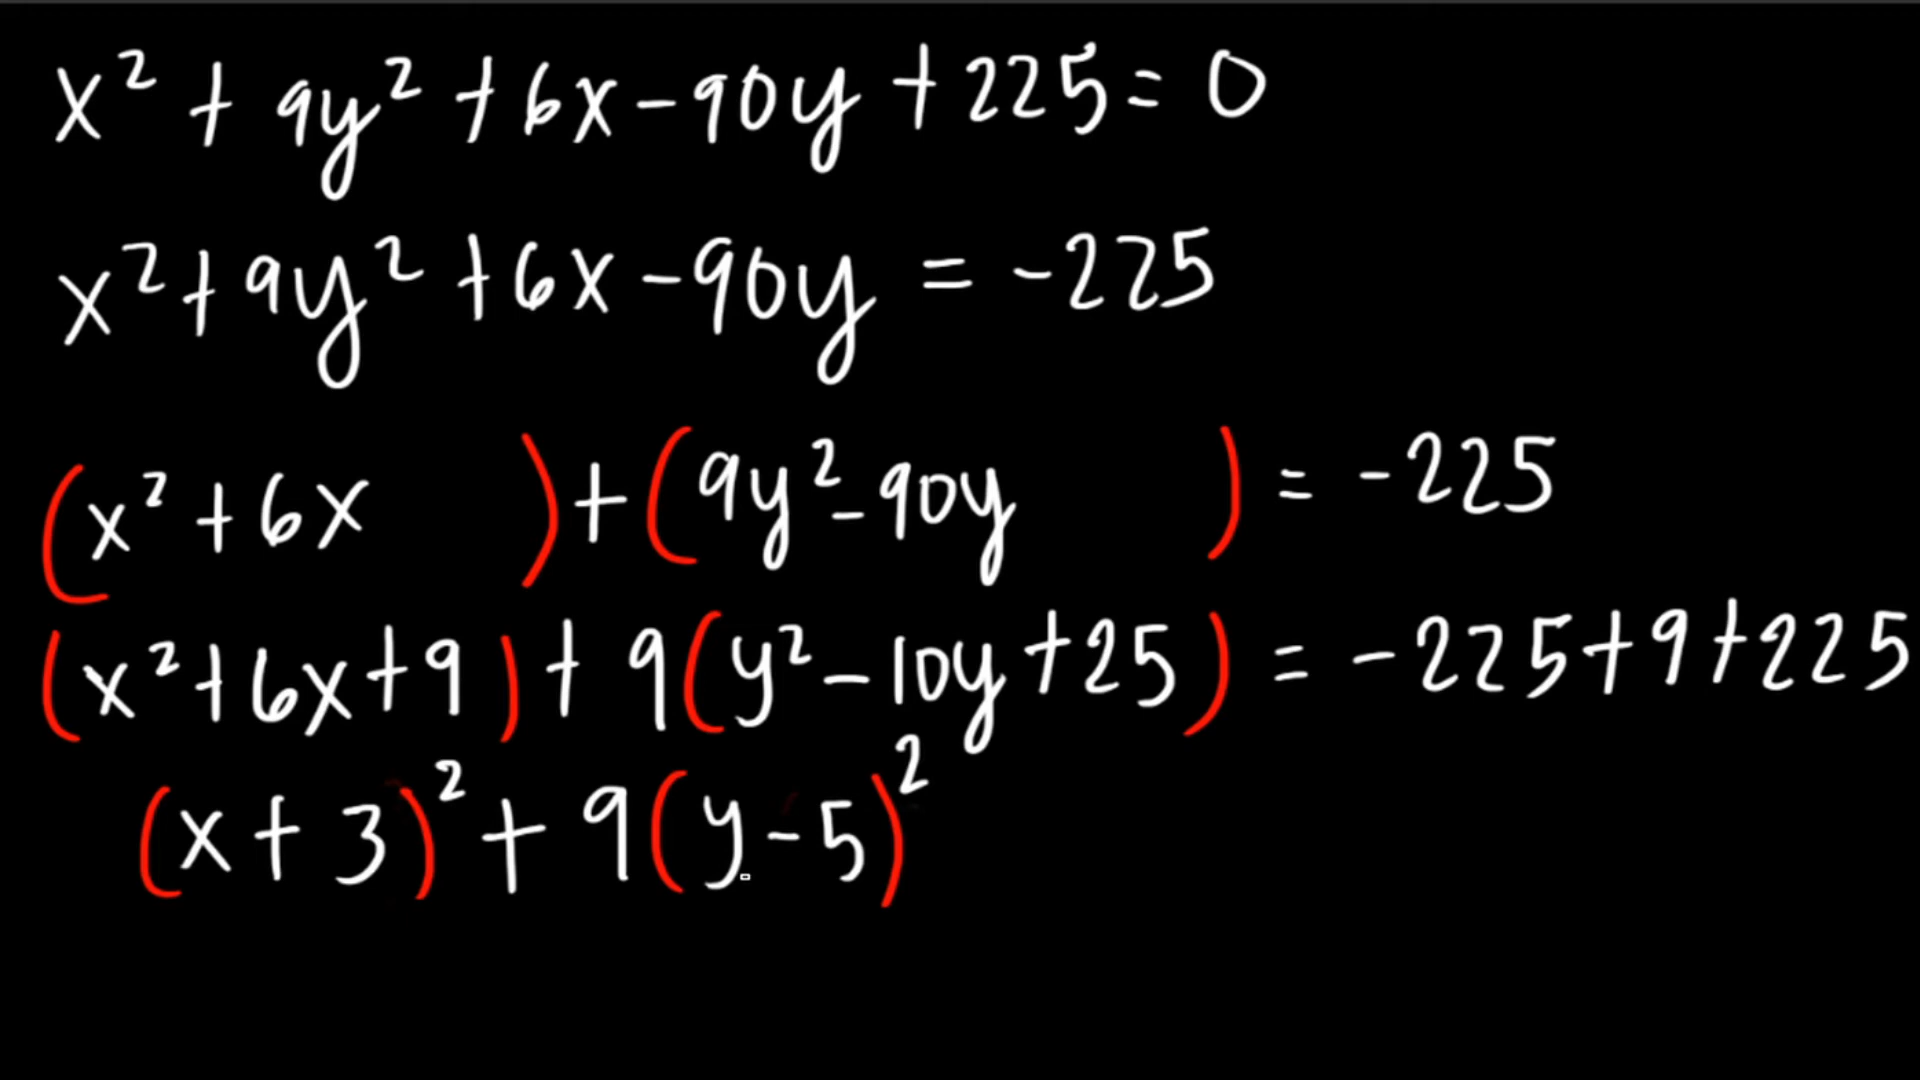 x² + 9y² + 6x - 90y + 225 = 0
x² + 9y² + 6x - 90y = -225
(x² + 6x ) + (9y² - 90y ) = -225
(x² + 6x + 9) + 9(y² - 10y + 25) = -225 + 9 + 225
(x + 3)² + 9(y - 5)²